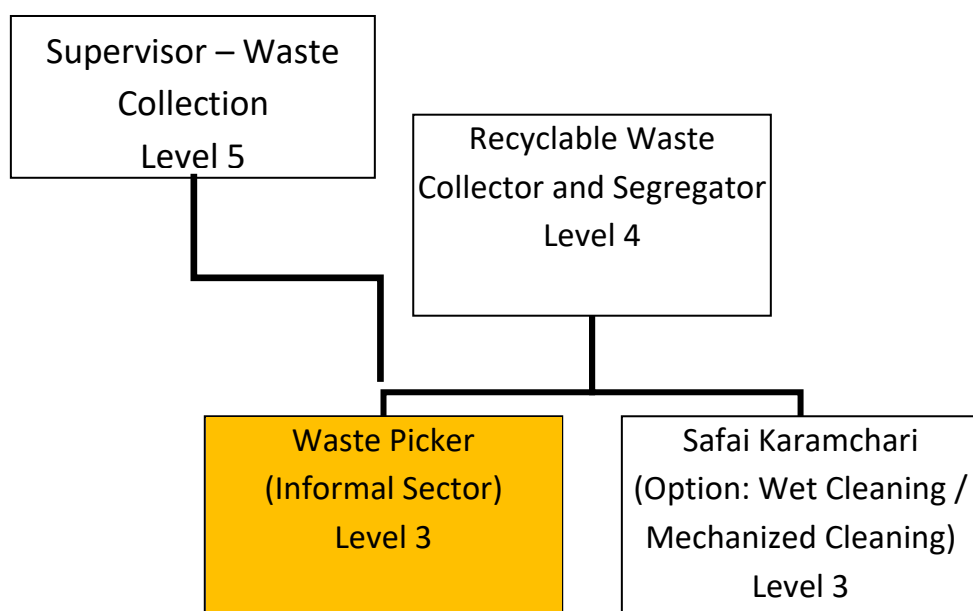 Supervisor – Waste
Collection
Level 5
Recyclable Waste
Collector and Segregator
Level 4
Waste Picker
(Informal Sector)
Level 3
Safai Karamchari
(Option: Wet Cleaning /
Mechanized Cleaning)
Level 3